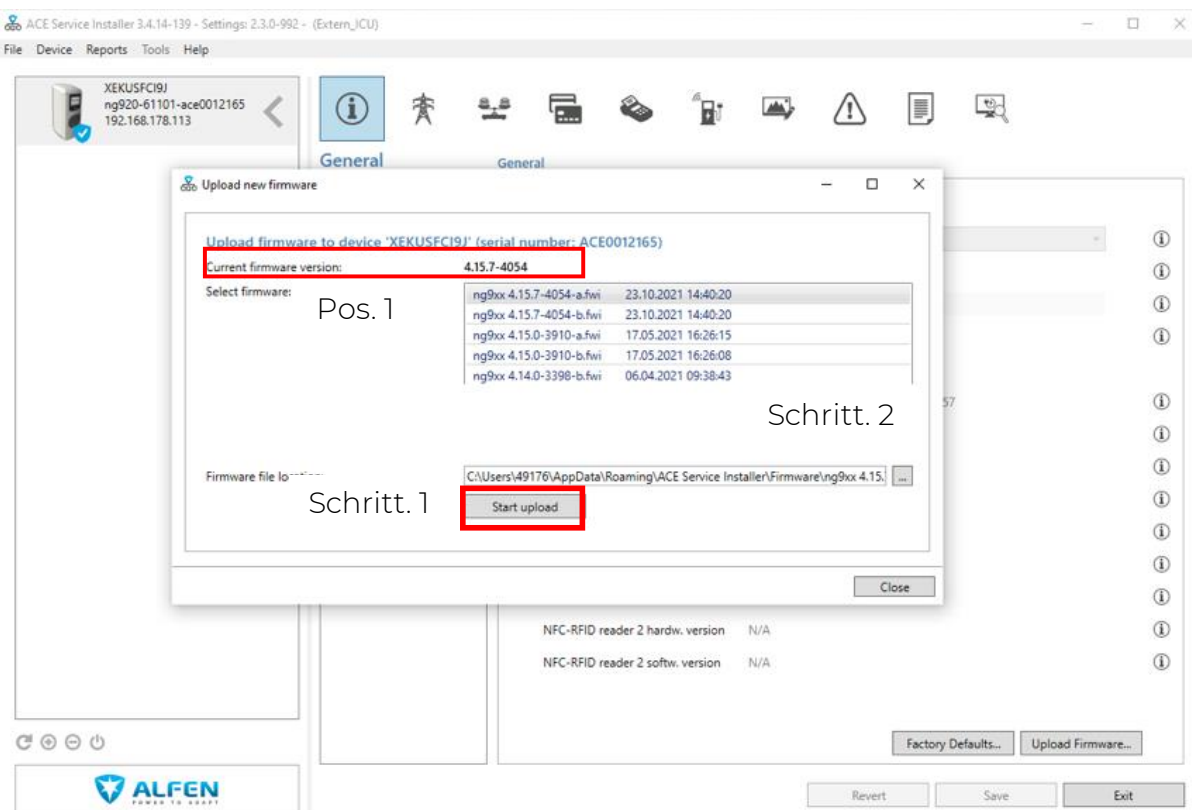 ACE Service Installer 3.4.14-139 - Settings: 2.3.0-992 - (Extern_ICU)
File Device Reports Tools Help
XEKUSFCI9J
ng920-61101-ace0012165
192.168.178.113
General
General
Upload new firmware
Upload firmware to device 'XEKUSFCI9J' (serial number: ACE0012165)
Current firmware version: 4.15.7-4054
Select firmware:
Pos. 1
ng9xx 4.15.7-4054-a.fwi 23.10.2021 14:40:20
ng9xx 4.15.7-4054-b.fwi 23.10.2021 14:40:20
ng9xx 4.15.0-3910-a.fwi 17.05.2021 16:26:15
ng9xx 4.15.0-3910-b.fwi 17.05.2021 16:26:08
ng9xx 4.14.0-3398-b.fwi 06.04.2021 09:38:43
Schritt. 2
57
Firmware file C:\Users\49176\AppData\Roaming\ACE Service Installer\Firmware\ng9xx 4.15. ...
Schritt. 1
Start upload
Close
NFC-RFID reader 2 hardw. version N/A
NFC-RFID reader 2 softw. version N/A
Factory Defaults... Upload Firmware...
ALFEN
POWER TO ADAPT
Revert Save Exit